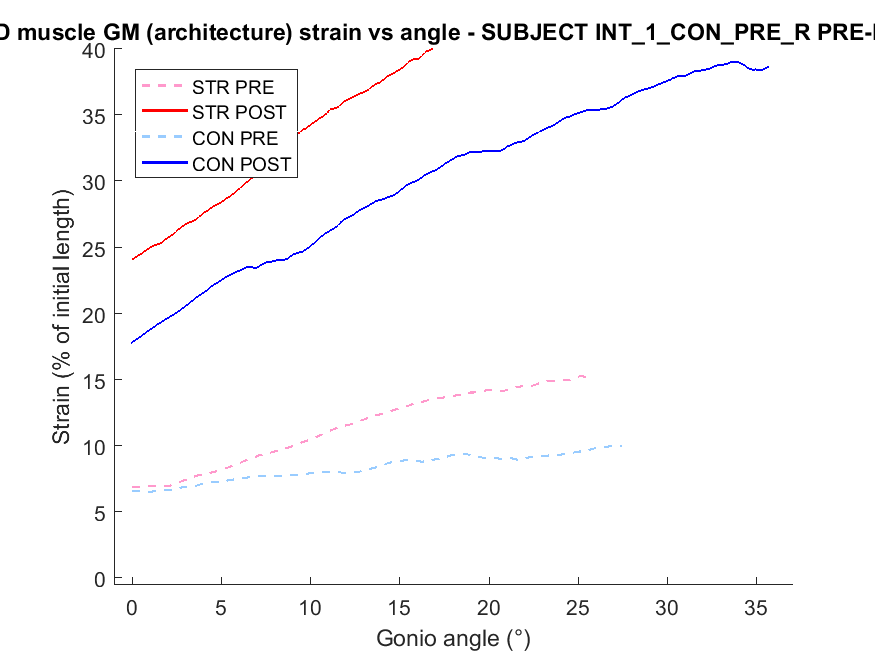 D muscle GM (architecture) strain vs angle - SUBJECT INT_1_CON_PRE_R PRE-
40
35
30
25
20
15
10
5
0
Strain (% of initial length)
STR PRE
STR POST
CON PRE
CON POST
0 5 10 15 20 25 30 35
Gonio angle (°)